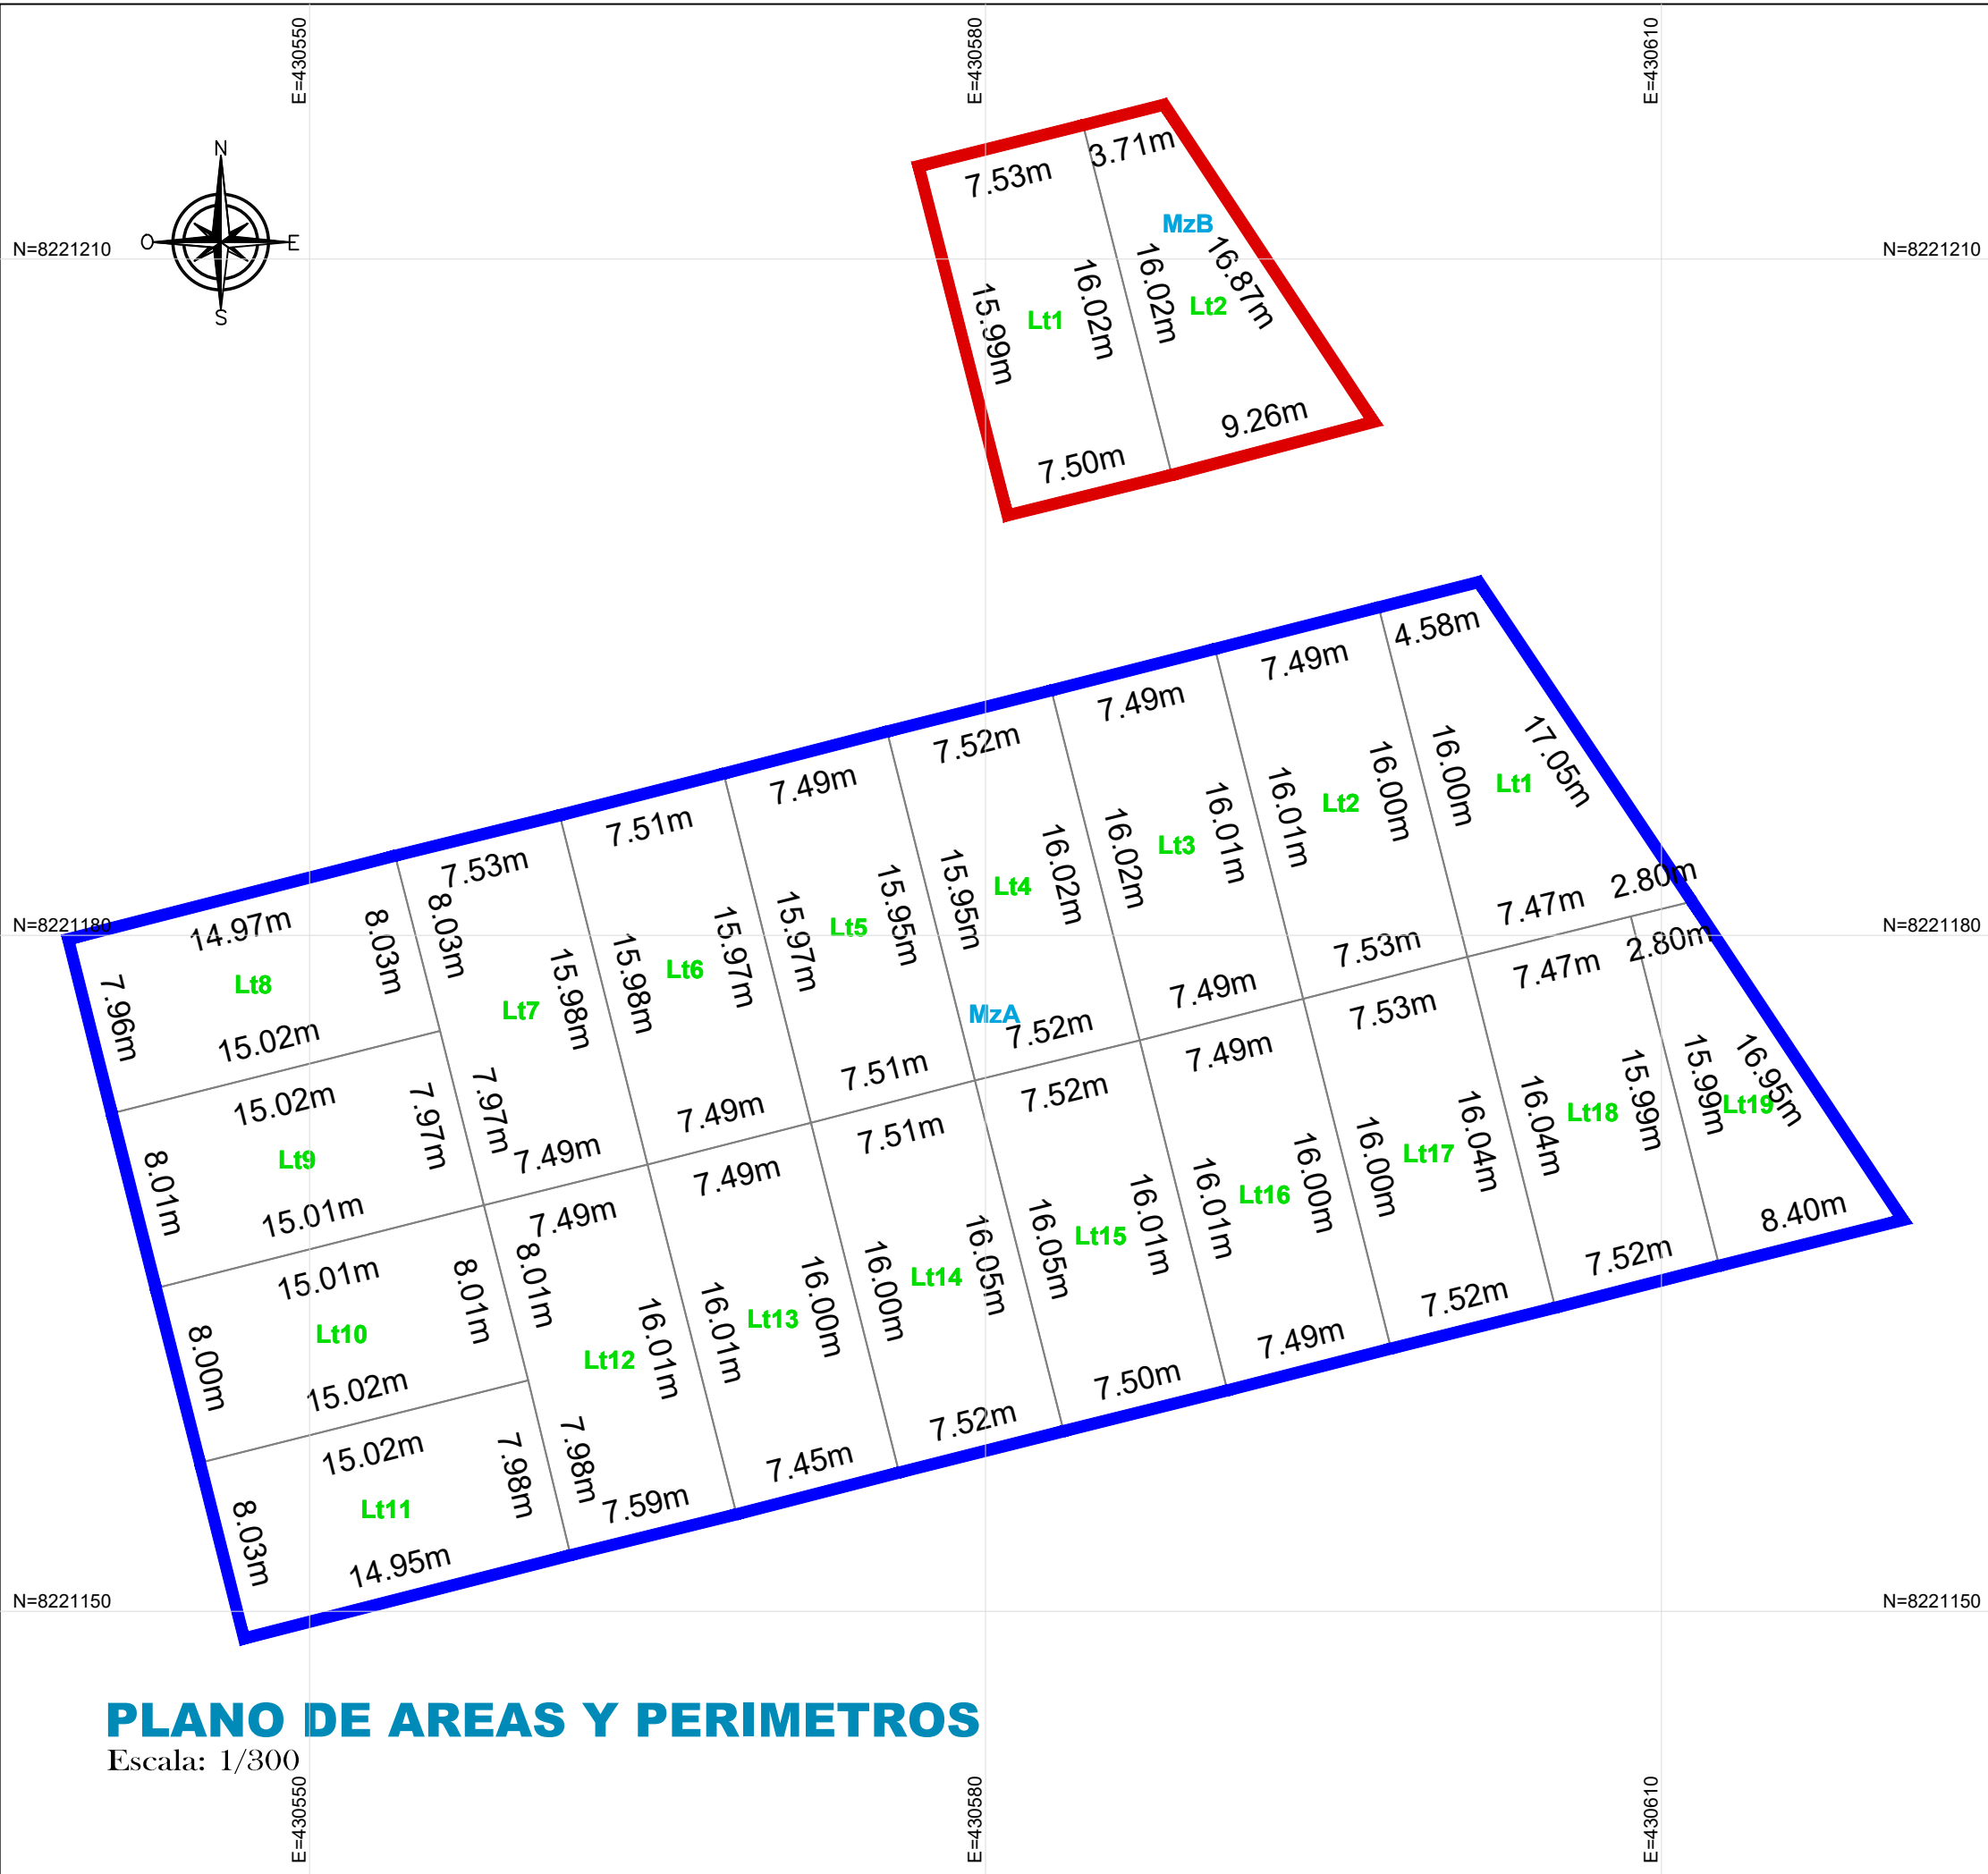 E=430550
E=430580
E=430610
N
O
E
S
N=8221210
N=8221210
7.53m
3.71m
MzB
15.99m
Lt1
16.02m
16.02m
Lt2
16.87m
7.50m
9.26m
4.58m
7.49m
7.49m
7.52m
7.49m
7.51m
7.53m
14.97m
16.00m
Lt1
17.05m
16.01m
Lt2
16.00m
16.02m
Lt3
16.01m
15.95m
Lt4
16.02m
15.97m
Lt5
15.95m
15.98m
Lt6
15.97m
8.03m
Lt7
15.98m
7.97m
N=8221180
N=8221180
7.96m
Lt8
8.03m
15.02m
MzA
7.49m
7.49m
7.51m
7.52m
7.49m
7.53m
7.47m
2.80m
15.02m
8.01m
Lt9
7.97m
15.01m
7.49m
7.49m
7.51m
7.52m
7.49m
7.53m
7.47m
2.80m
15.01m
8.00m
Lt10
8.01m
15.02m
15.02m
8.03m
Lt11
7.98m
14.95m
8.01m
Lt12
16.01m
7.98m
7.59m
16.01m
Lt13
16.00m
7.45m
16.00m
Lt14
16.05m
7.52m
16.05m
Lt15
16.01m
7.50m
16.01m
Lt16
16.00m
7.49m
16.00m
Lt17
16.04m
7.52m
16.04m
Lt18
15.99m
7.52m
15.99m
Lt19
16.95m
8.40m
N=8221150
N=8221150
PLANO DE AREAS Y PERIMETROS
Escala: 1/300
E=430550
E=430580
E=430610